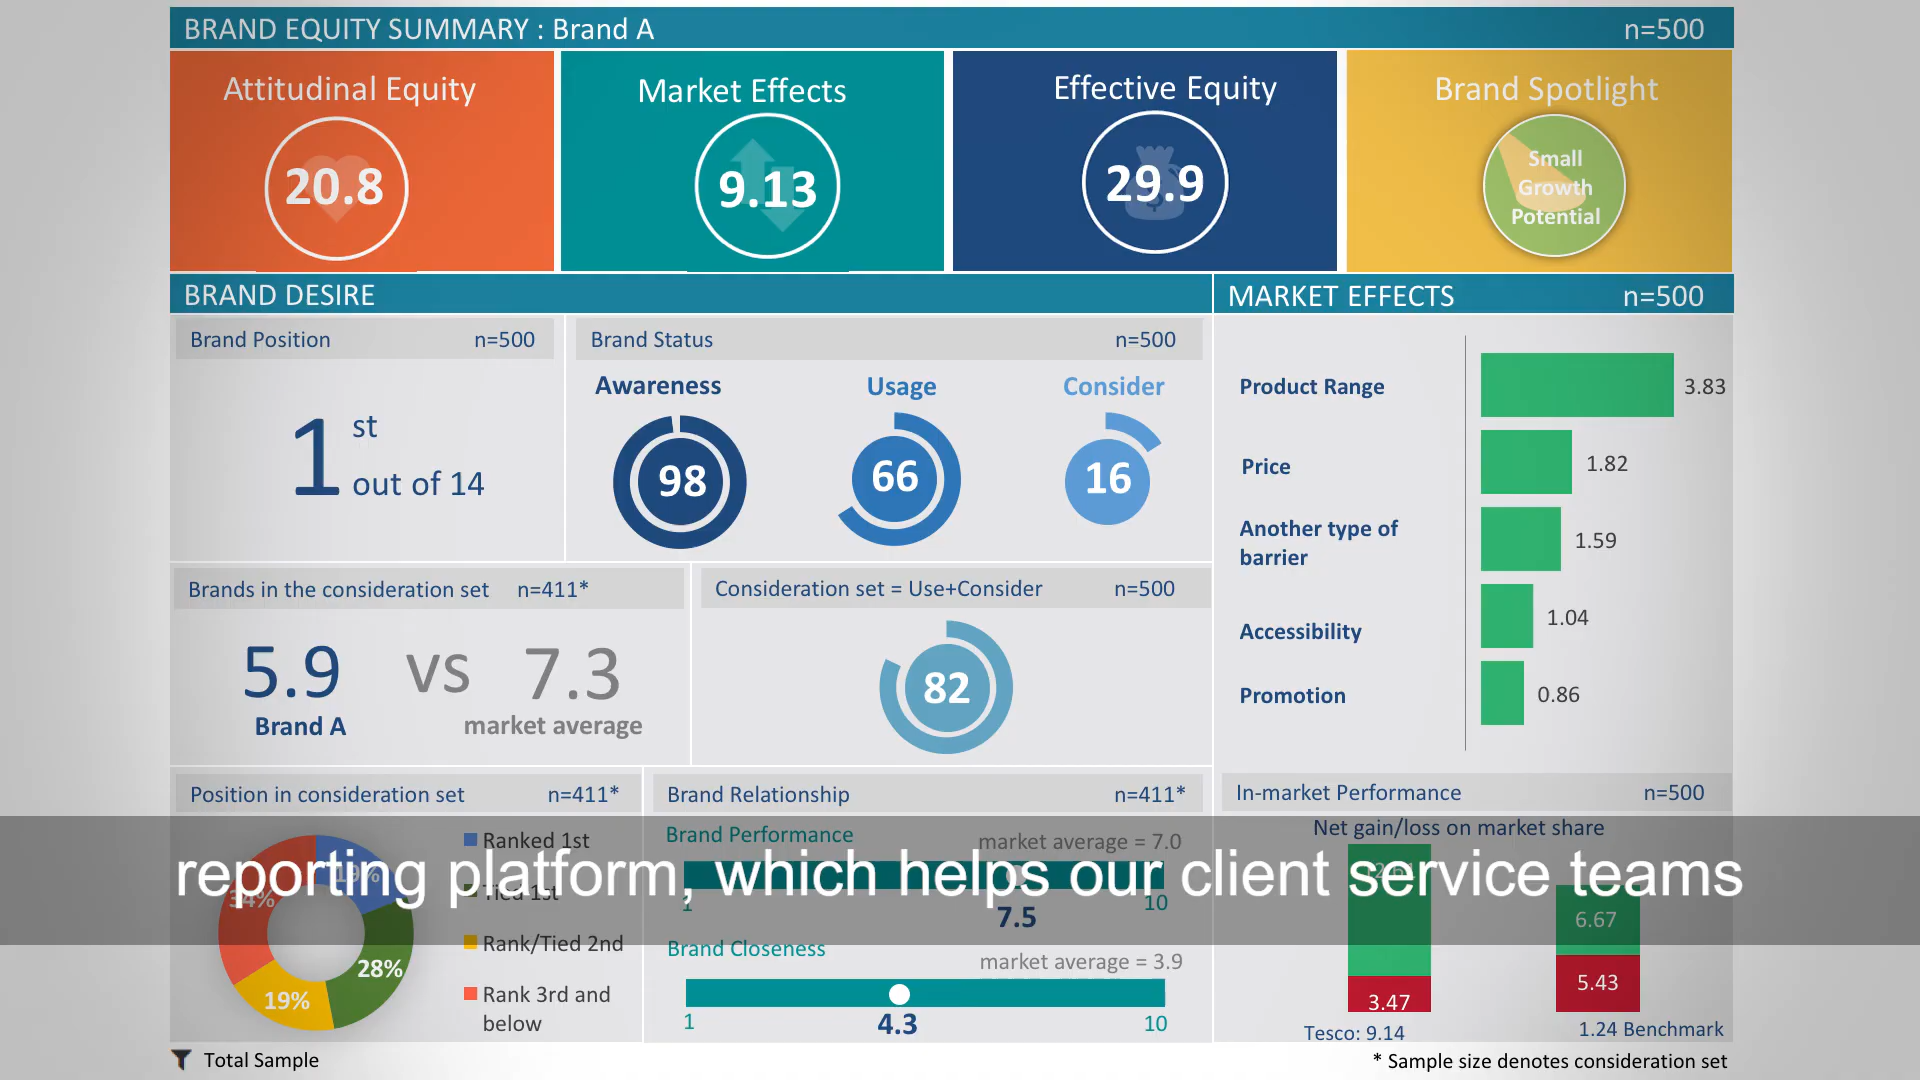 BRAND EQUITY SUMMARY : Brand A
n=500
Attitudinal Equity
20.8
Market Effects
9.13
Effective Equity
29.9
Brand Spotlight
Small
Growth
Potential
BRAND DESIRE
Brand Position
n=500
1st
out of 14
Brand Status
n=500
Awareness
Usage
Consider
98
66
16
Brands in the consideration set
n=411*
5.9
vs
7.3
Brand A
market average
Consideration set = Use+Consider
n=500
82
MARKET EFFECTS
n=500
Product Range
3.83
Price
1.82
Another type of
barrier
1.59
Accessibility
1.04
Promotion
0.86
Position in consideration set
n=411*
Ranked 1st
Tied 1st
Rank/Tied 2nd
Rank 3rd and
below
19%
28%
19%
34%
Brand Relationship
n=411*
Brand Performance
market average = 7.0
1
10
7.5
Brand Closeness
market average = 3.9
1
10
4.3
In-market Performance
n=500
Net gain/loss on market share
6.67
3.47
5.43
Tesco: 9.14
1.24 Benchmark
reporting platform, which helps our client service teams
Total Sample
* Sample size denotes consideration set